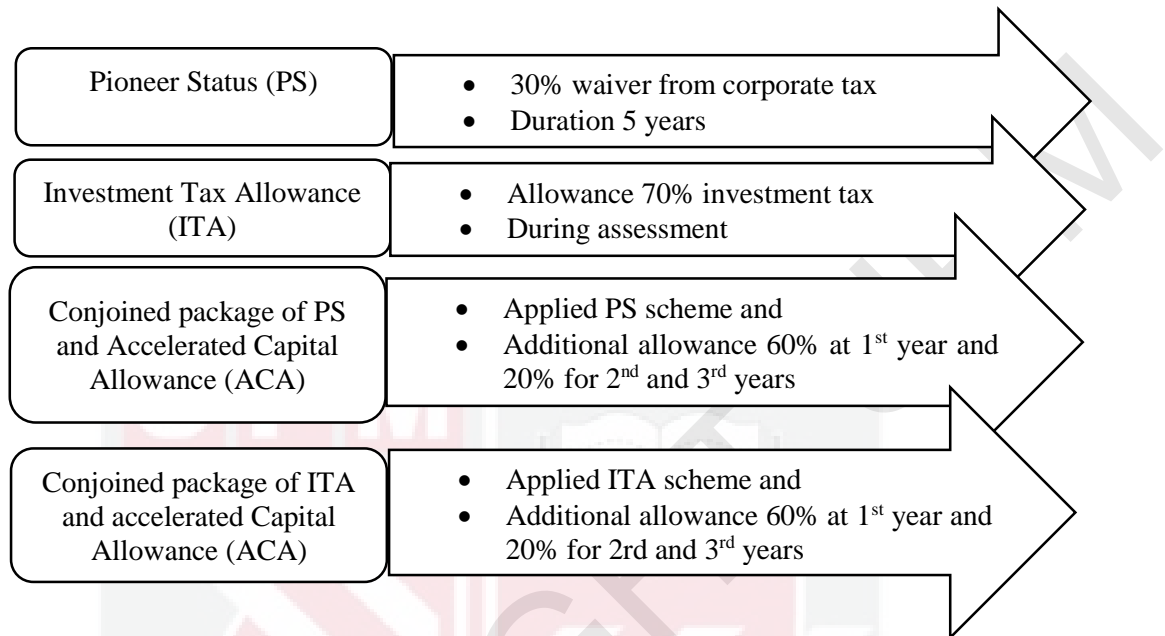 Pioneer Status (PS)
• 30% waiver from corporate tax
• Duration 5 years
Investment Tax Allowance
(ITA)
• Allowance 70% investment tax
• During assessment
Conjoined package of PS
and Accelerated Capital
Allowance (ACA)
• Applied PS scheme and
• Additional allowance 60% at 1st year and
20% for 2nd and 3rd years
Conjoined package of ITA
and accelerated Capital
Allowance (ACA)
• Applied ITA scheme and
• Additional allowance 60% at 1st year and
20% for 2rd and 3rd years